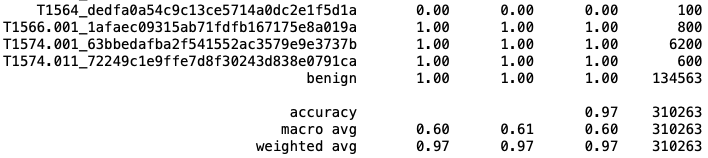 T1564_dedfa0a54c9c13ce5714a0dc2e1f5d1a 0.00 0.00 0.00 100
T1566.001_1afaec09315ab71fdfb167175e8a019a 1.00 1.00 1.00 800
T1574.001_63bbedafba2f541552ac3579e9e3737b 1.00 1.00 1.00 6200
T1574.011_72249c1e9ffe7d8f30243d838e0791ca 1.00 1.00 1.00 600
benign 1.00 1.00 1.00 134563
accuracy 0.97 310263
macro avg 0.60 0.61 0.60 310263
weighted avg 0.97 0.97 0.97 310263